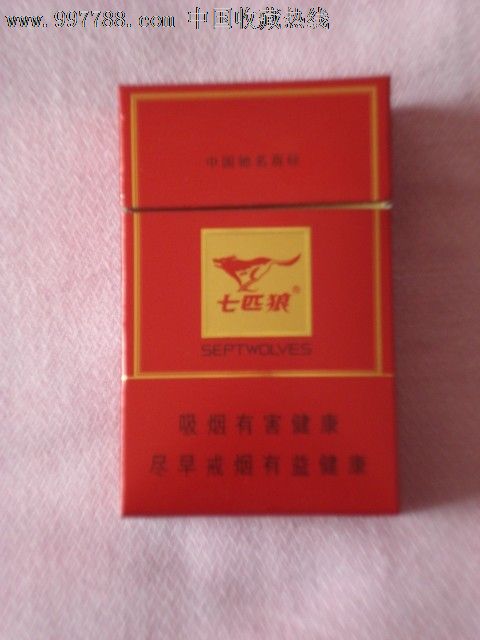 www.997788.com 中国收藏热线
中国驰名商标
七匹狼®
SEPTWOLVES
吸烟有害健康
尽早戒烟有益健康